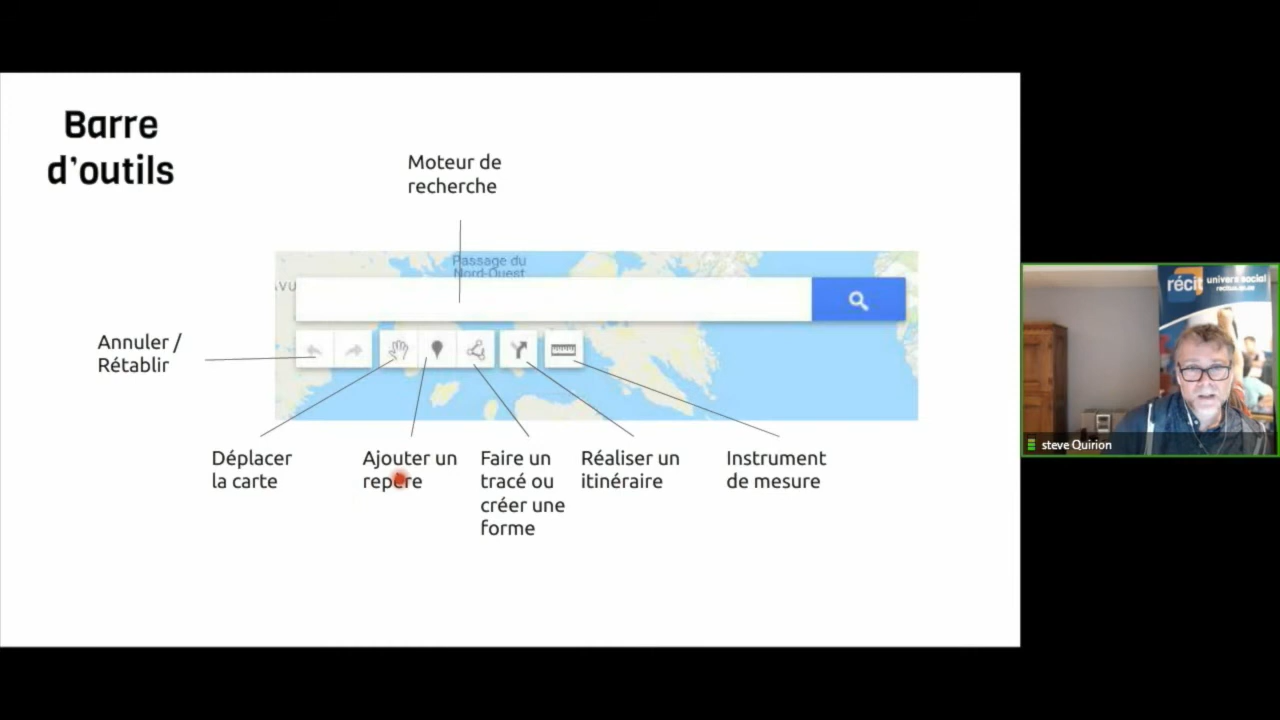 Barre
d'outils
Moteur de
recherche
Passage du
Nord-Ouest
AVU
Annuler /
Rétablir
Déplacer
la carte
Ajouter un
repère
Faire un
tracé ou
créer une
forme
Réaliser un
itinéraire
Instrument
de mesure
récit univers social
steve Quirion